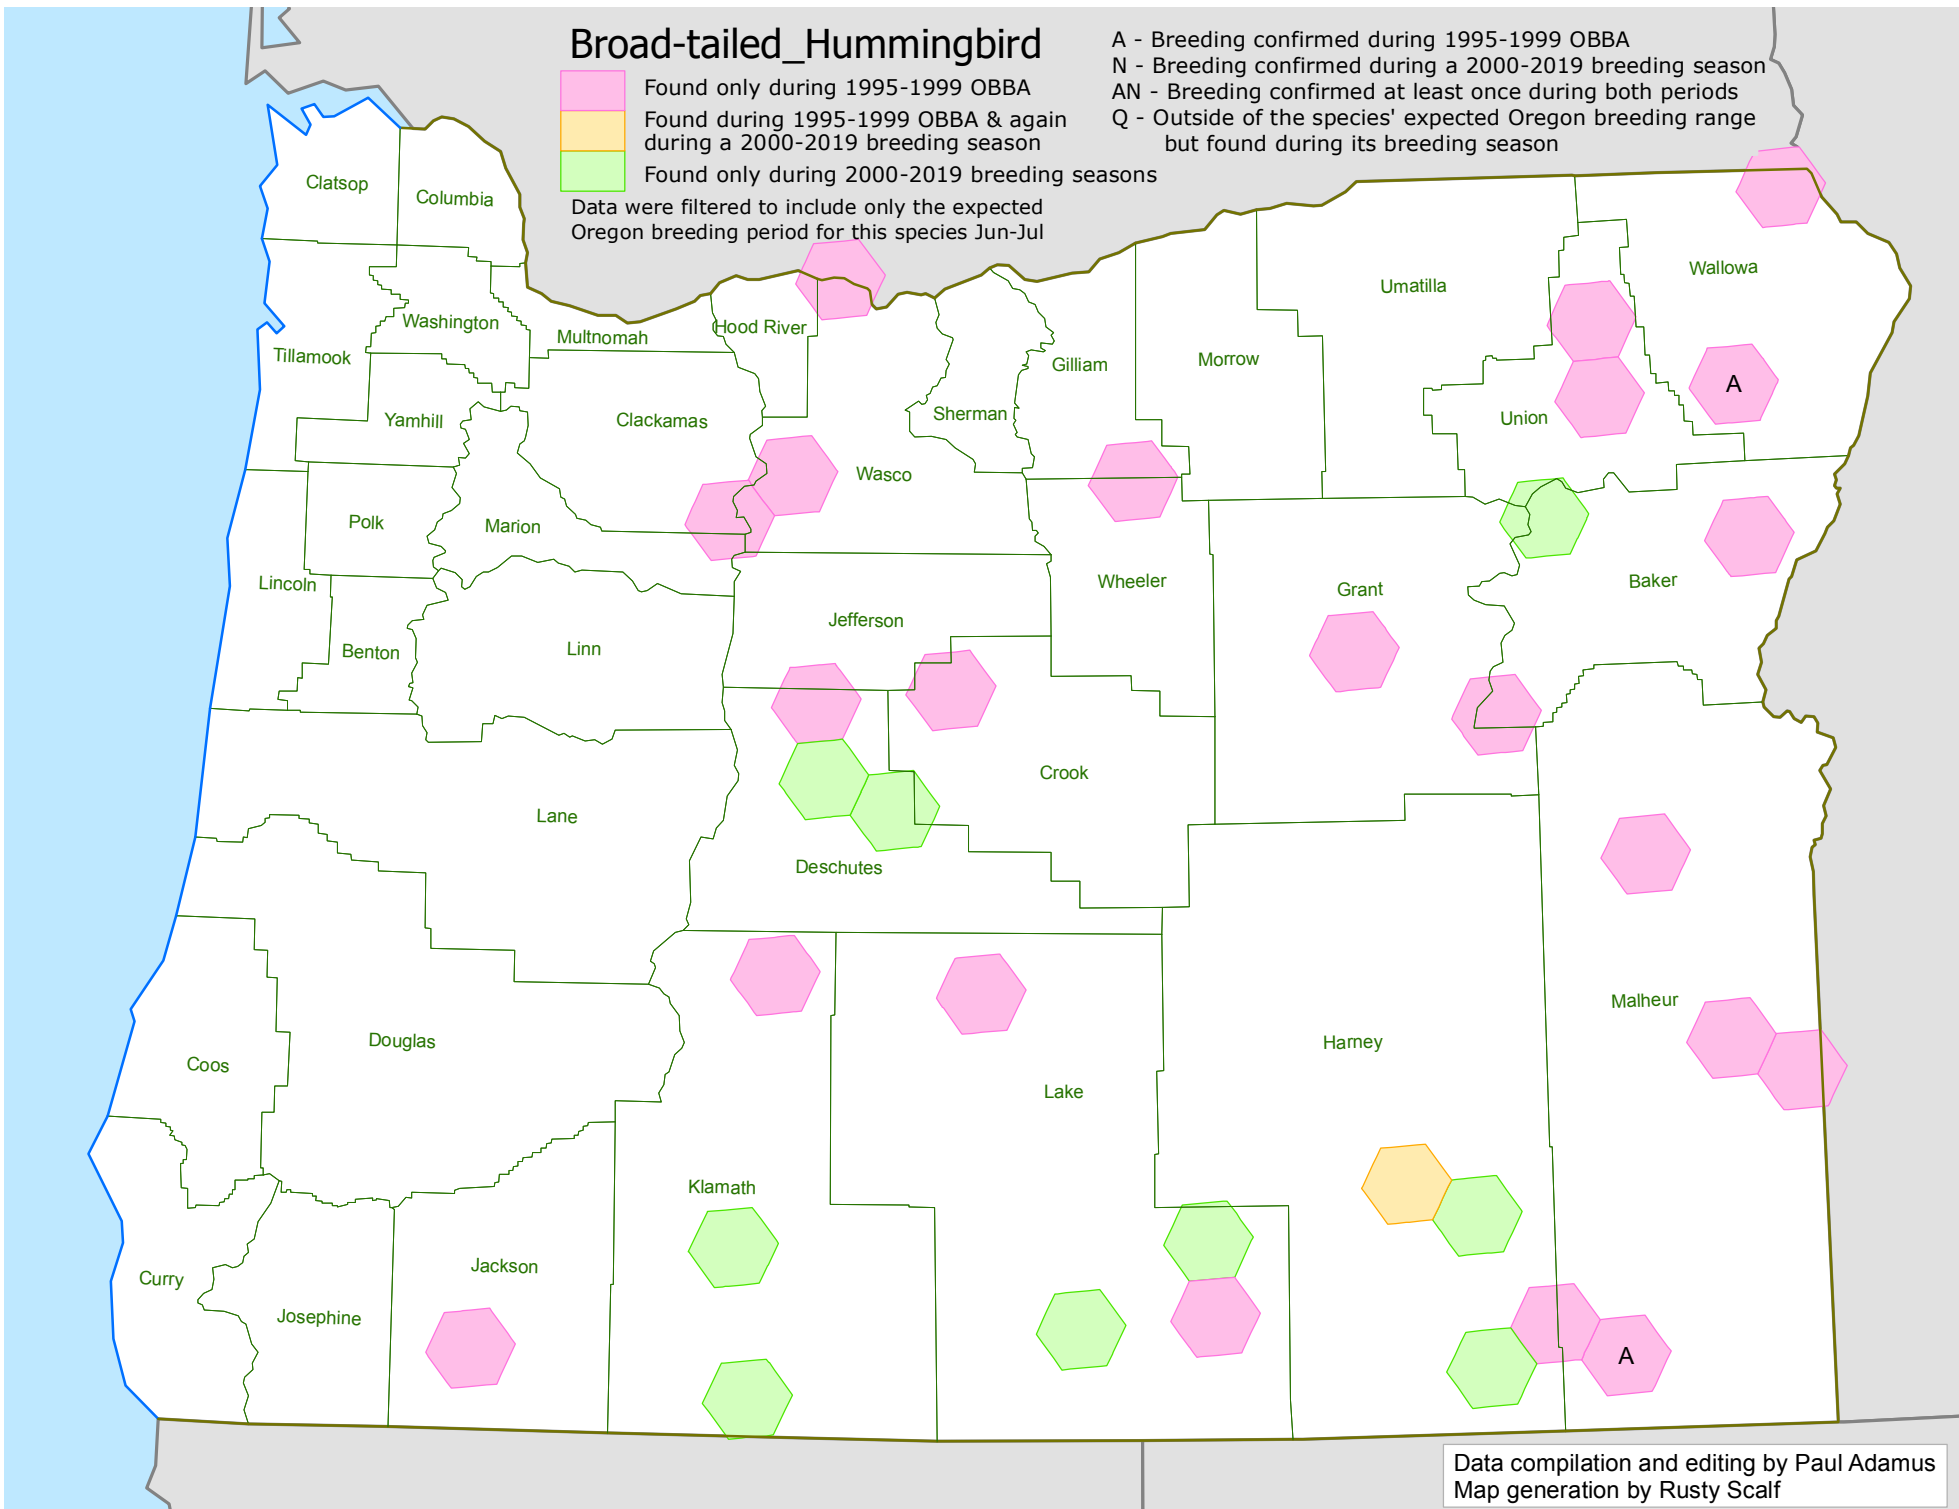 Broad-tailed_Hummingbird
Found only during 1995-1999 OBBA
Found during 1995-1999 OBBA & again
during a 2000-2019 breeding season
Found only during 2000-2019 breeding seasons
Data were filtered to include only the expected
Oregon breeding period for this species Jun-Jul
A - Breeding confirmed during 1995-1999 OBBA
N - Breeding confirmed during a 2000-2019 breeding season
AN - Breeding confirmed at least once during both periods
Q - Outside of the species' expected Oregon breeding range
but found during its breeding season
Clatsop
Columbia
Wallowa
Umatilla
Washington
Multnomah
Hood River
Tillamook
Gilliam
Morrow
A
Yamhill
Clackamas
Sherman
Union
Wasco
Polk
Marion
Lincoln
Wheeler
Grant
Baker
Jefferson
Benton
Linn
Crook
Lane
Deschutes
Malheur
Douglas
Harney
Coos
Lake
Klamath
Jackson
Curry
Josephine
A
Data compilation and editing by Paul Adamus
Map generation by Rusty Scalf